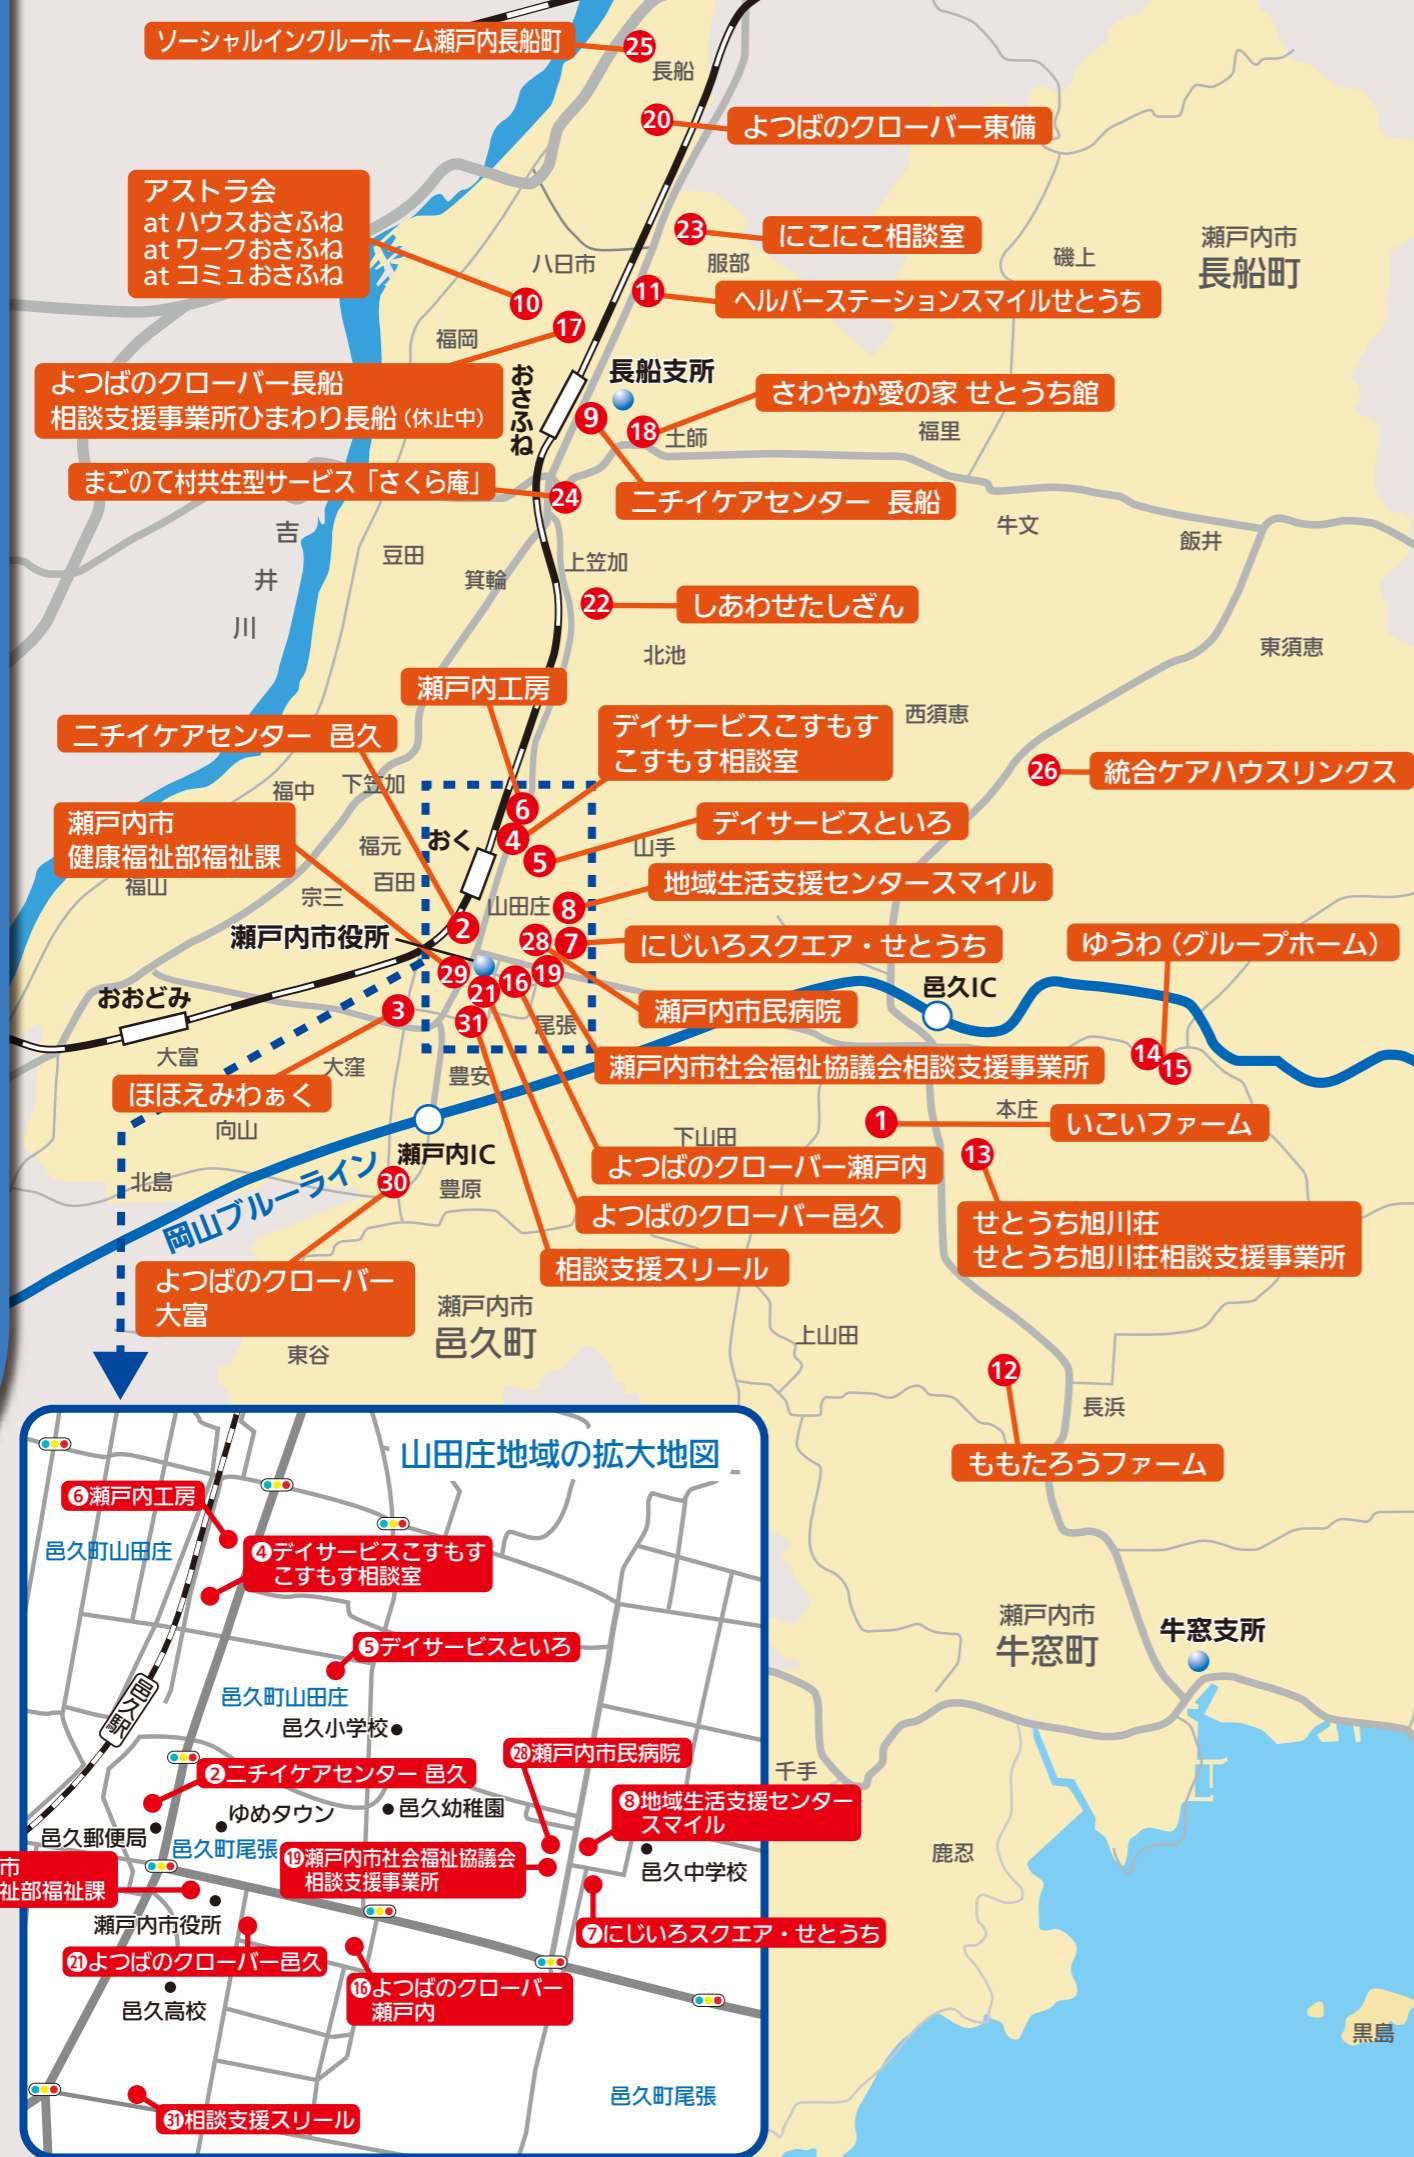 ソーシャルインクルーホーム瀬戸内長船町
25
長船
20
よつばのクローバー東備
アストラ会
at ハウスおさふね
at ワークおさふね
at コミュおさふね
23
にこにこ相談室
瀬戸内市
長船町
八日市
服部
磯上
10
11
ヘルパーステーションスマイルせとうち
17
福岡
よつばのクローバー長船
相談支援事業所ひまわり長船（休止中）
おさふね
長船支所
さわやか愛の家 せとうち館
9
18
土師
福里
まごのて村共生型サービス「さくら庵」
24
ニチイケアセンター 長船
吉井川
豆田
箕輪
上笠加
牛文
飯井
22
しあわせたしざん
北池
東須恵
瀬戸内工房
ニチイケアセンター 邑久
デイサービスこすもす
こすもす相談室
西須恵
26
統合ケアハウスリンクス
福中
下笠加
瀬戸内市
健康福祉部福祉課
6
4
5
デイサービスといろ
福元
おく
山手
福山
百田
宗三
山田庄
8
地域生活支援センタースマイル
瀬戸内市役所
2
28
7
にじいろスクエア・せとうち
ゆうわ（グループホーム）
29
21
16
19
邑久IC
おおどみ
3
31
尾張
瀬戸内市民病院
大富
大窪
豊安
瀬戸内市社会福祉協議会相談支援事業所
14
15
ほほえみわぁく
向山
瀬戸内IC
下山田
1
本庄
いこいファーム
北島
岡山ブルーライン
30
豊原
よつばのクローバー瀬戸内
13
よつばのクローバー邑久
せとうち旭川荘
せとうち旭川荘相談支援事業所
相談支援スリール
よつばのクローバー
大富
瀬戸内市
邑久町
東谷
上山田
12
長浜
ももたろうファーム
山田庄地域の拡大地図
⑥瀬戸内工房
邑久町山田庄
④デイサービスこすもす
こすもす相談室
⑤デイサービスといろ
邑久町山田庄
邑久駅
邑久小学校
②ニチイケアセンター 邑久
㉘瀬戸内市民病院
ゆめタウン
邑久幼稚園
⑧地域生活支援センター
スマイル
邑久郵便局
邑久町尾張
⑲瀬戸内市社会福祉協議会
相談支援事業所
邑久中学校
市
祉部福祉課
瀬戸内市役所
⑦にじいろスクエア・せとうち
㉑よつばのクローバー邑久
⑯よつばのクローバー
瀬戸内
邑久高校
㉛相談支援スリール
邑久町尾張
瀬戸内市
牛窓町
牛窓支所
千手
鹿忍
黒島